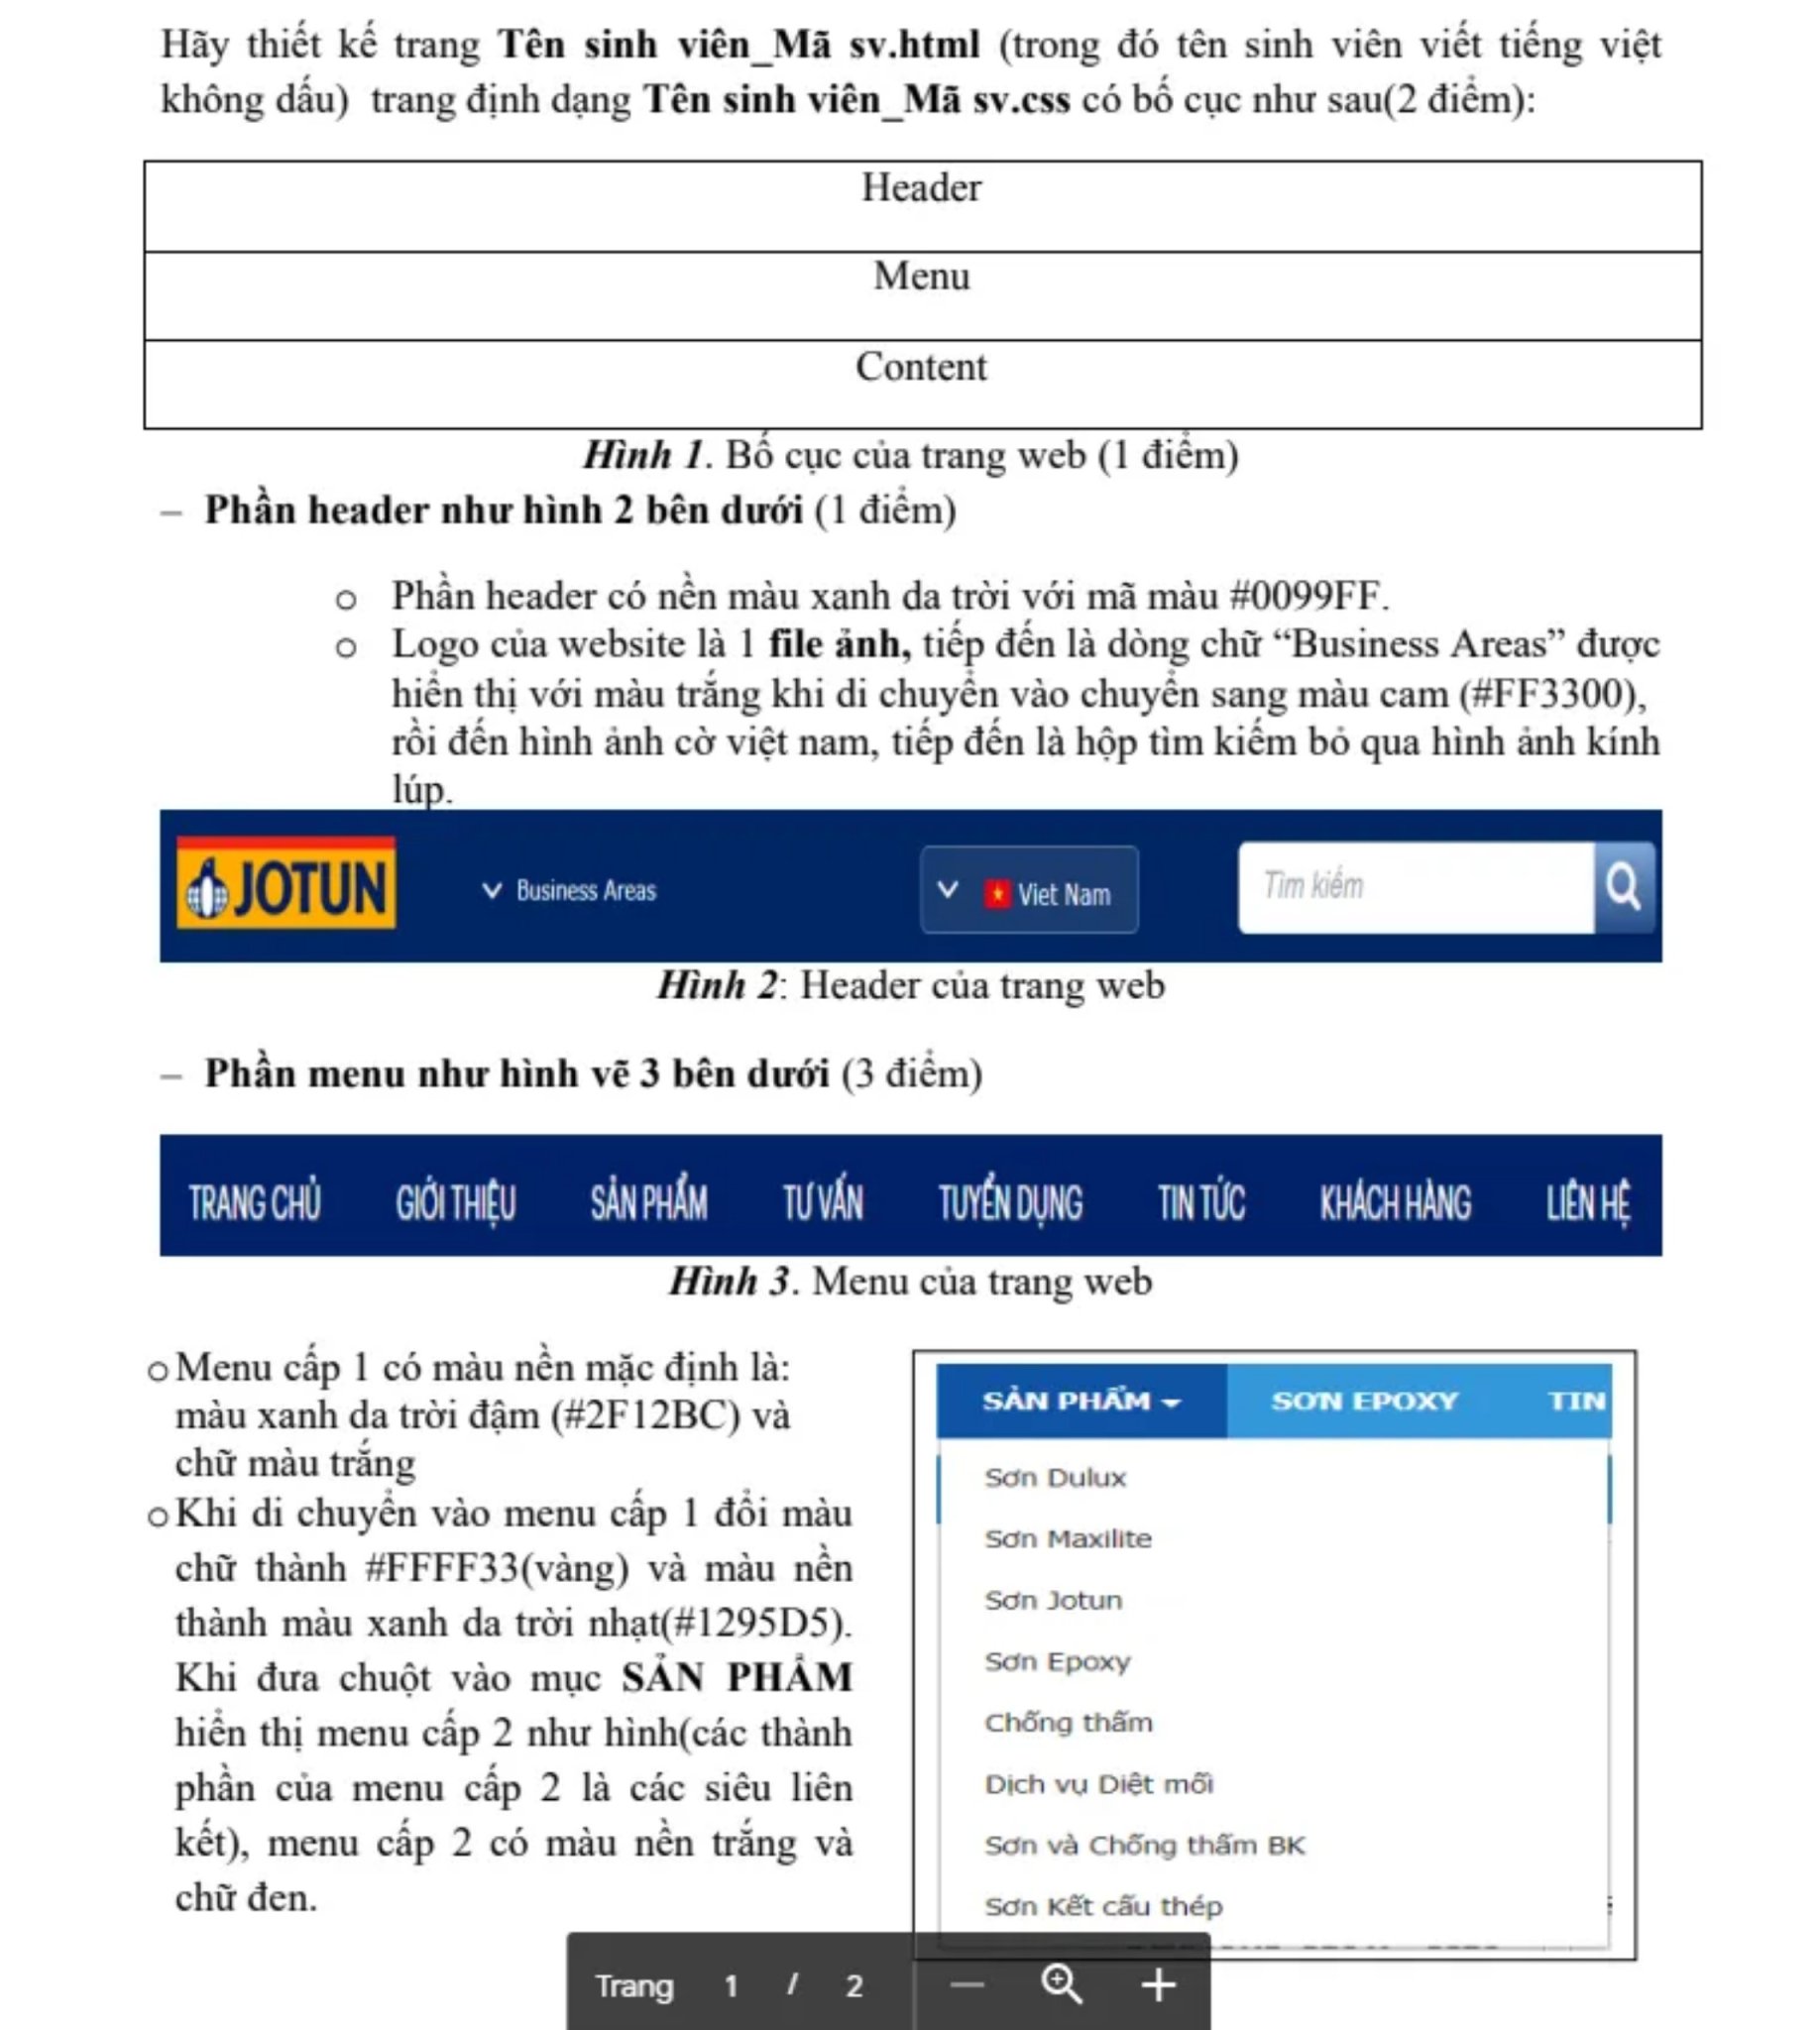 Hãy thiết kế trang Tên sinh viên_Mã sv.html (trong đó tên sinh viên viết tiếng việt
không dấu) trang định dạng Tên sinh viên_Mã sv.css có bố cục như sau(2 điểm):
Header
Menu
Content
Hình 1. Bố cục của trang web (1 điểm)
– Phần header như hình 2 bên dưới (1 điểm)
o Phần header có nền màu xanh da trời với mã màu #0099FF.
o Logo của website là 1 file ảnh, tiếp đến là dòng chữ “Business Areas” được
hiển thị với màu trắng khi di chuyển vào chuyển sang màu cam (#FF3300),
rồi đến hình ảnh cờ việt nam, tiếp đến là hộp tìm kiếm bỏ qua hình ảnh kính
lúp.
JOTUN Business Areas Viet Nam Tìm kiếm
Hình 2: Header của trang web
– Phần menu như hình vẽ 3 bên dưới (3 điểm)
TRANG CHỦ GIỚI THIỆU SẢN PHẨM TƯ VẤN TUYỂN DỤNG TIN TỨC KHÁCH HÀNG LIÊN HỆ
Hình 3. Menu của trang web
o Menu cấp 1 có màu nền mặc định là:
màu xanh da trời đậm (#2F12BC) và
chữ màu trắng
o Khi di chuyển vào menu cấp 1 đổi màu
chữ thành #FFFF33(vàng) và màu nền
thành màu xanh da trời nhạt(#1295D5).
Khi đưa chuột vào mục SẢN PHẨM
hiển thị menu cấp 2 như hình(các thành
phần của menu cấp 2 là các siêu liên
kết), menu cấp 2 có màu nền trắng và
chữ đen.
SẢN PHẨM SƠN EPOXY TIN
Sơn Dulux
Sơn Maxilite
Sơn Jotun
Sơn Epoxy
Chống thấm
Dịch vụ Diệt mối
Sơn và Chống thấm BK
Sơn Kết cấu thép
Trang 1 / 2 — +